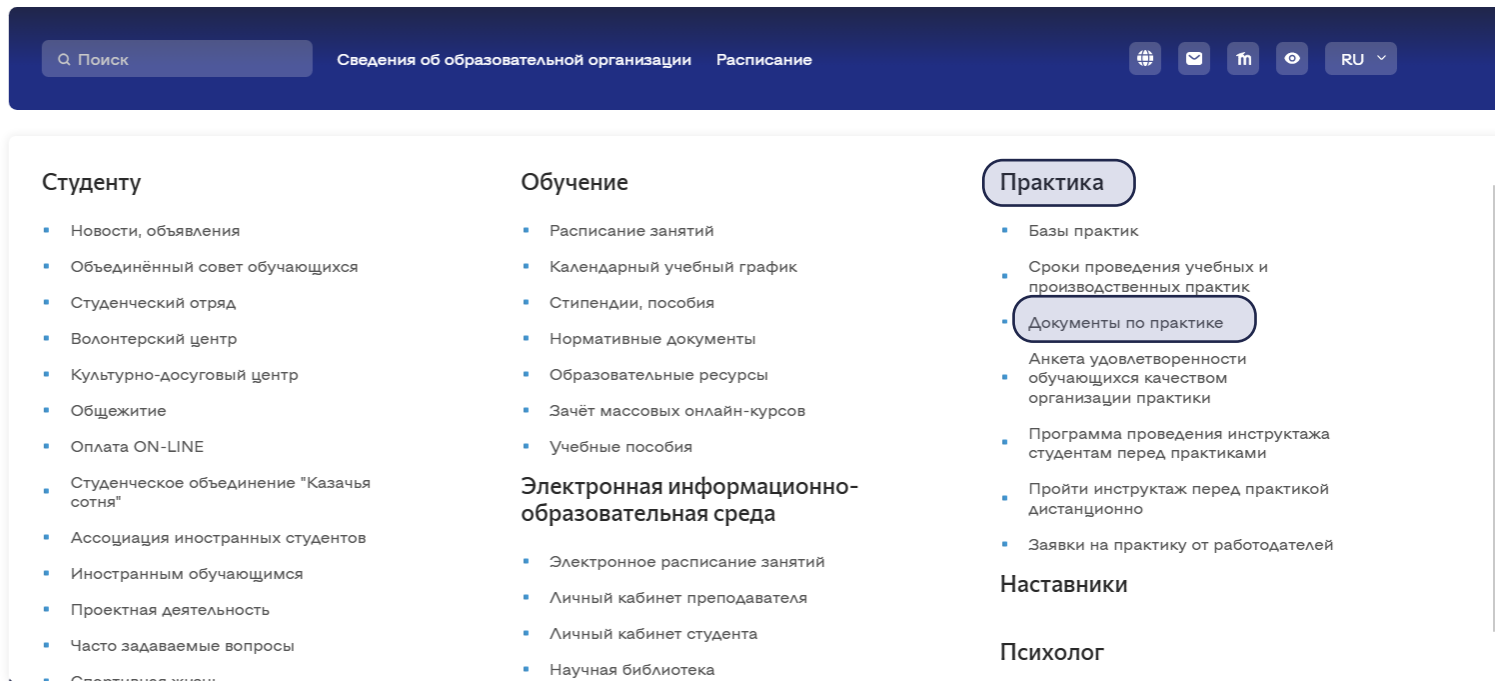 Поиск
Сведения об образовательной организации
Расписание
RU
Студенту
Новости, объявления
Объединённый совет обучающихся
Студенческий отряд
Волонтерский центр
Культурно-досуговый центр
Общежитие
Оплата ON-LINE
Студенческое объединение "Казачья
сотня"
Ассоциация иностранных студентов
Иностранным обучающимся
Проектная деятельность
Часто задаваемые вопросы
Обучение
Расписание занятий
Календарный учебный график
Стипендии, пособия
Нормативные документы
Образовательные ресурсы
Зачёт массовых онлайн-курсов
Учебные пособия
Электронная информационно-
образовательная среда
Электронное расписание занятий
Личный кабинет преподавателя
Личный кабинет студента
Научная библиотека
Практика
Базы практик
Сроки проведения учебных и
производственных практик
Документы по практике
Анкета удовлетворенности
обучающихся качеством
организации практики
Программа проведения инструктажа
студентам перед практиками
Пройти инструктаж перед практикой
дистанционно
Заявки на практику от работодателей
Наставники
Психолог